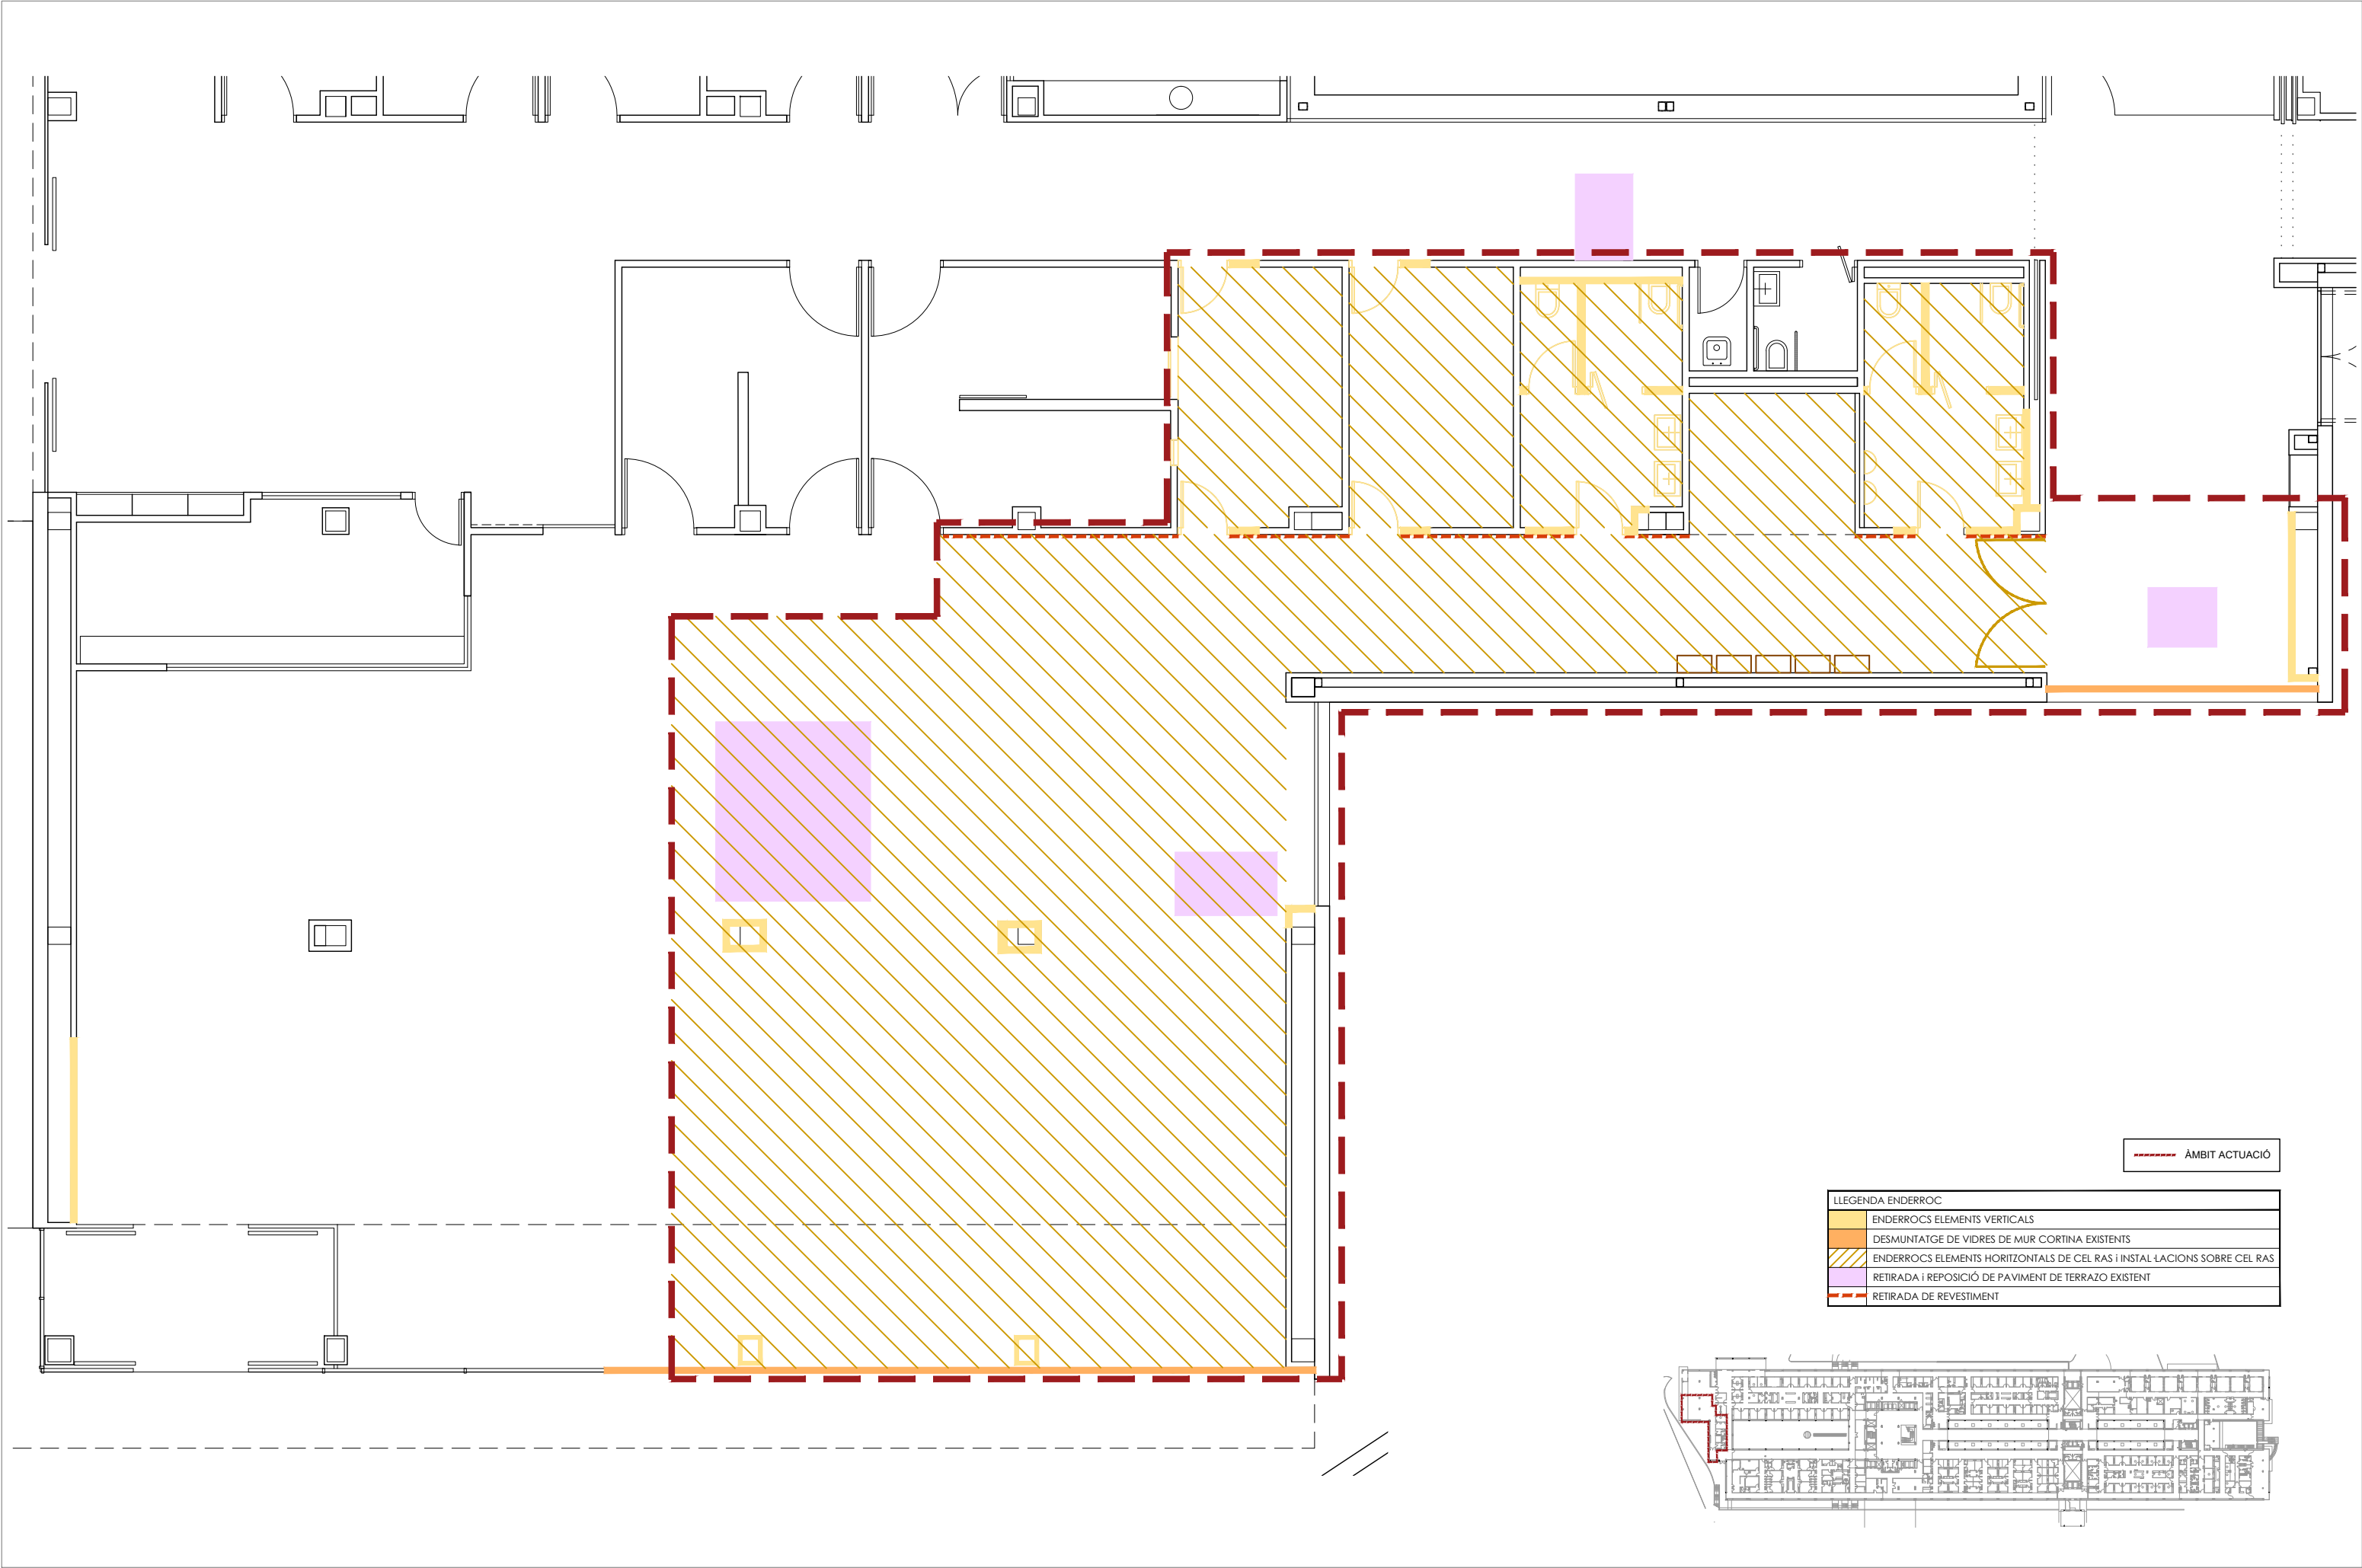 ÀMBIT ACTUACIÓ
LLEGENDA ENDERROC
ENDERROCS ELEMENTS VERTICALS
DESMUNTATGE DE VIDRES DE MUR CORTINA EXISTENTS
ENDERROCS ELEMENTS HORITZONTALS DE CEL RAS i INSTAL·LACIONS SOBRE CEL RAS
RETIRADA i REPOSICIÓ DE PAVIMENT DE TERRAZO EXISTENT
RETIRADA DE REVESTIMENT